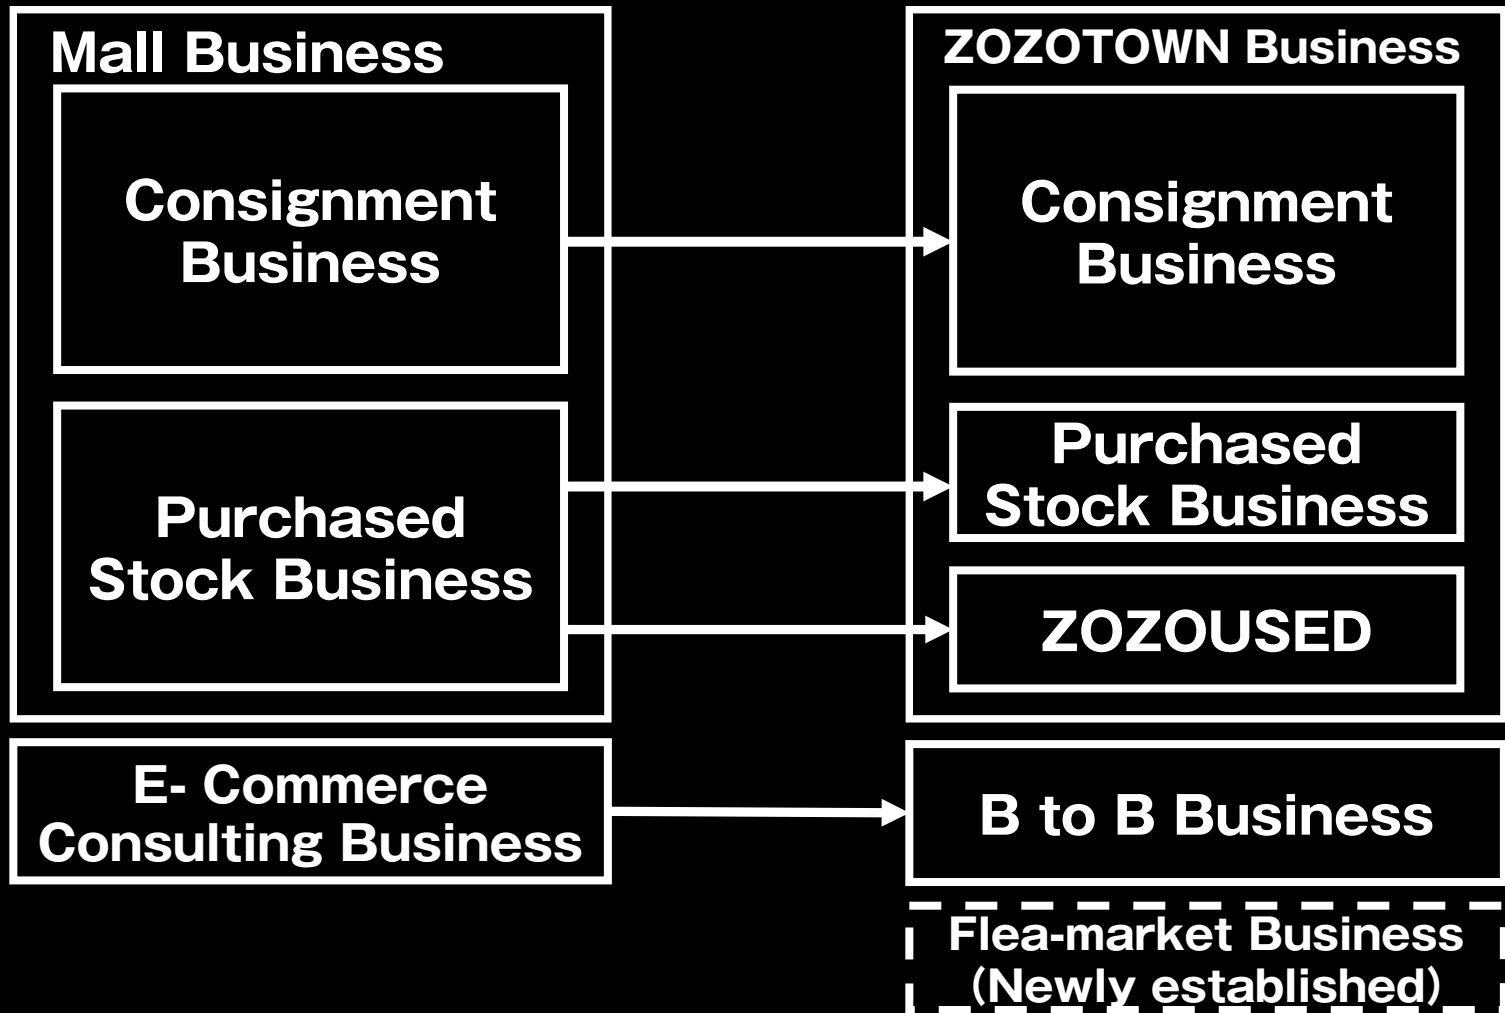 Mall Business
Consignment
Business
Purchased
Stock Business
E- Commerce
Consulting Business
ZOZOTOWN Business
Consignment
Business
Purchased
Stock Business
ZOZOUSED
B to B Business
Flea-market Business
(Newly established)